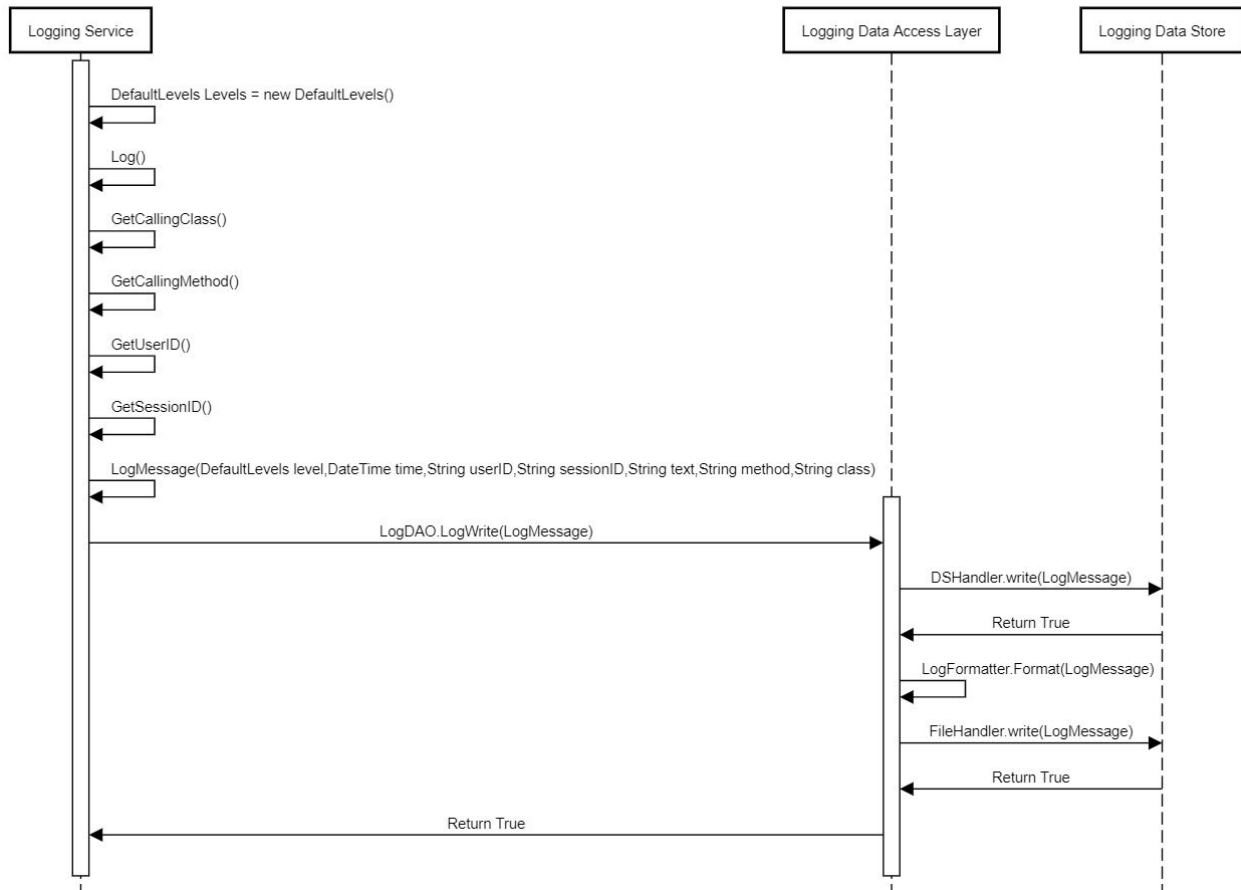 Logging Service
Logging Data Access Layer
Logging Data Store
DefaultLevels Levels = new DefaultLevels()
Log()
GetCallingClass()
GetCallingMethod()
GetUserID()
GetSessionID()
LogMessage(DefaultLevels level,DateTime time,String userID,String sessionID,String text,String method,String class)
LogDAO.LogWrite(LogMessage)
DSHandler.write(LogMessage)
Return True
LogFormatter.Format(LogMessage)
FileHandler.write(LogMessage)
Return True
Return True